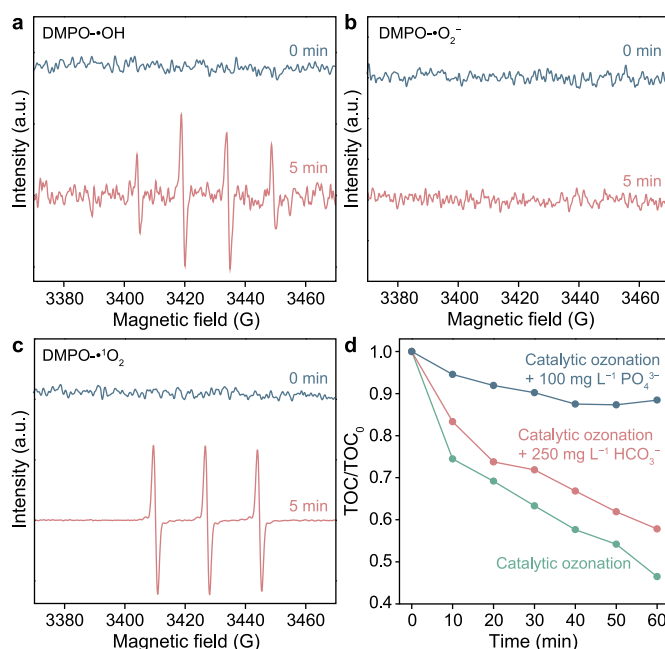 a
DMPO-•OH
0 min
5 min
Intensity (a.u.)
3380 3400 3420 3440 3460
Magnetic field (G)
b
DMPO-•O₂⁻
0 min
5 min
Intensity (a.u.)
3380 3400 3420 3440 3460
Magnetic field (G)
c
DMPO-•¹O₂
0 min
5 min
Intensity (a.u.)
3380 3400 3420 3440 3460
Magnetic field (G)
d
1.0
0.9
0.8
0.7
0.6
0.5
0.4
TOC/TOC₀
Catalytic ozonation
+ 100 mg L⁻¹ PO₄³⁻
Catalytic ozonation
+ 250 mg L⁻¹ HCO₃⁻
Catalytic ozonation
0 10 20 30 40 50 60
Time (min)